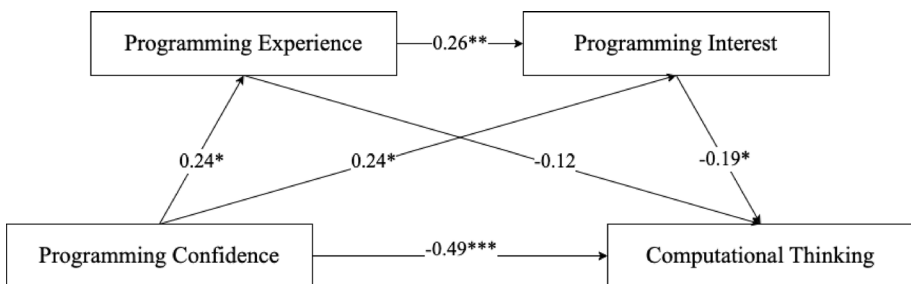 Programming Experience
0.26**
Programming Interest
0.24*
0.24*
-0.12
-0.19*
Programming Confidence
-0.49***
Computational Thinking